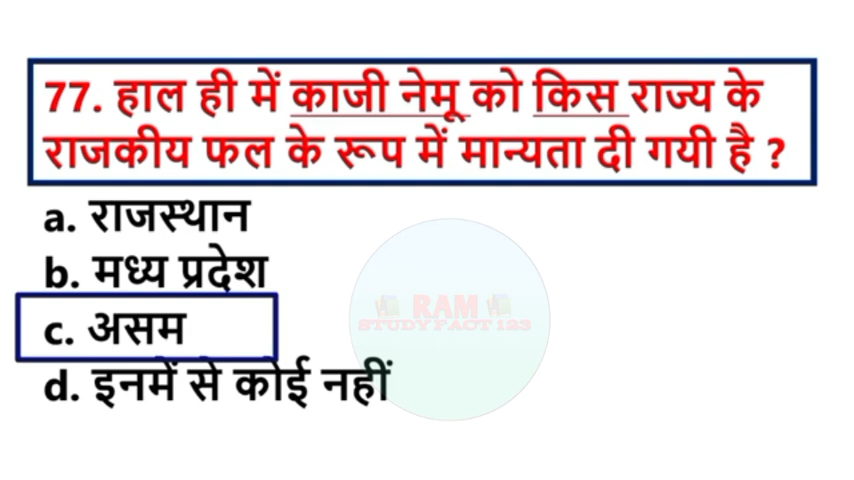 77. हाल ही में काजी नेमू को किस राज्य के
राजकीय फल के रूप में मान्यता दी गयी है ?
a. राजस्थान
b. मध्य प्रदेश
c. असम
d. इनमें से कोई नहीं
RAM
STUDY FACT 123